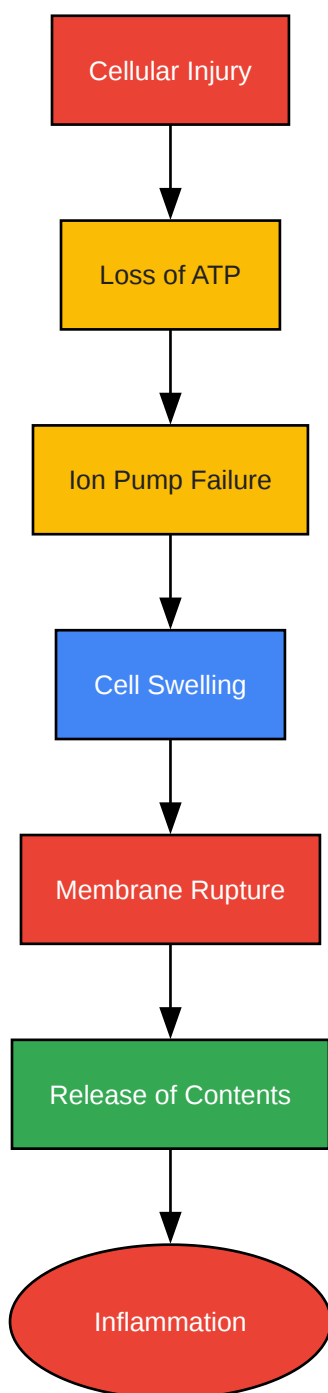 Cellular Injury
Loss of ATP
Ion Pump Failure
Cell Swelling
Membrane Rupture
Release of Contents
Inflammation